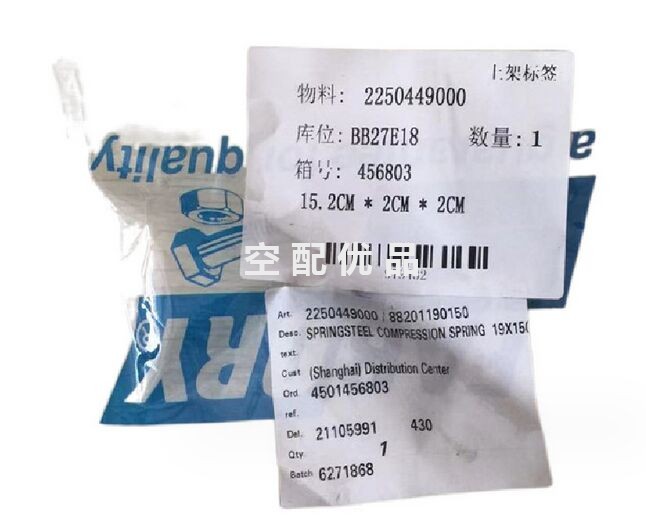 a quality
上架标签
物料: 2250449000
库位: BB27E18 数量: 1
箱号: 456803
15.2CM * 2CM * 2CM
空配优品
Art. 2250449000 / 88201190150
Desc. SPRINGSTEEL COMPRESSION SPRING 19X150
text.
Cust (Shanghai) Distribution Center
Ord. 4501456803
ref.
Del. 21105991 430
Qty. 1
Batch 6271868